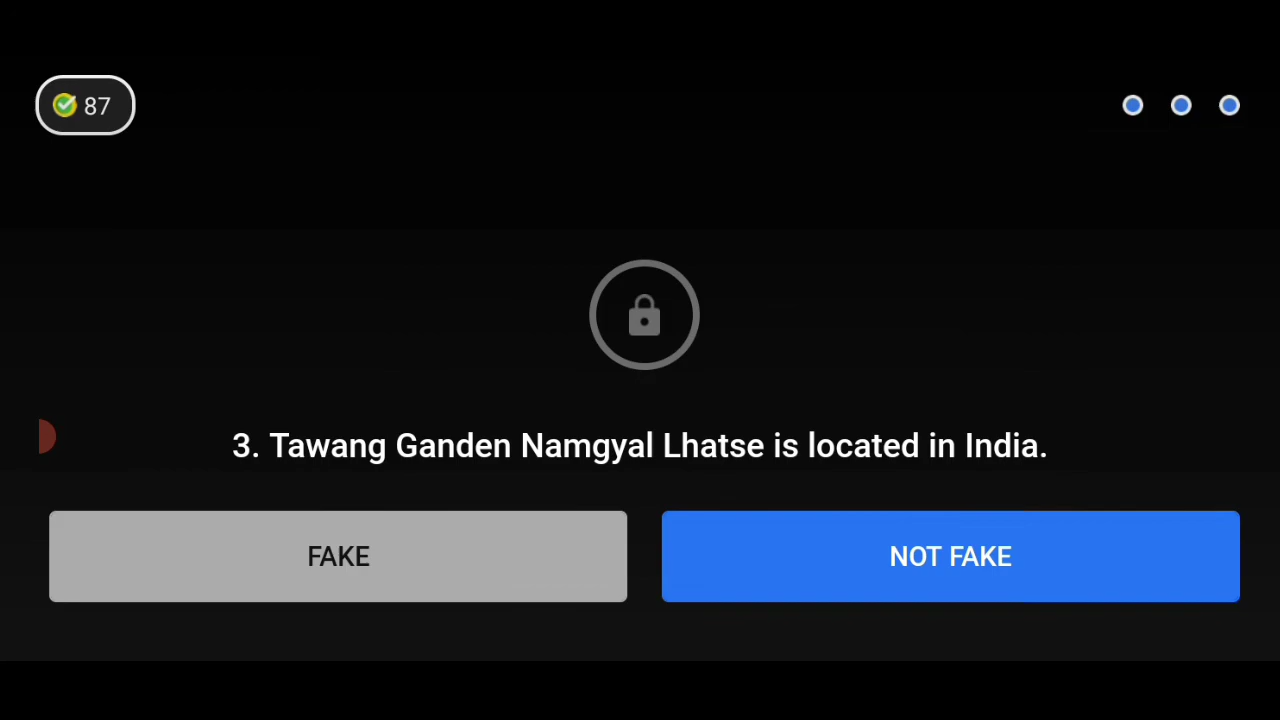 87
3. Tawang Ganden Namgyal Lhatse is located in India.
FAKE
NOT FAKE